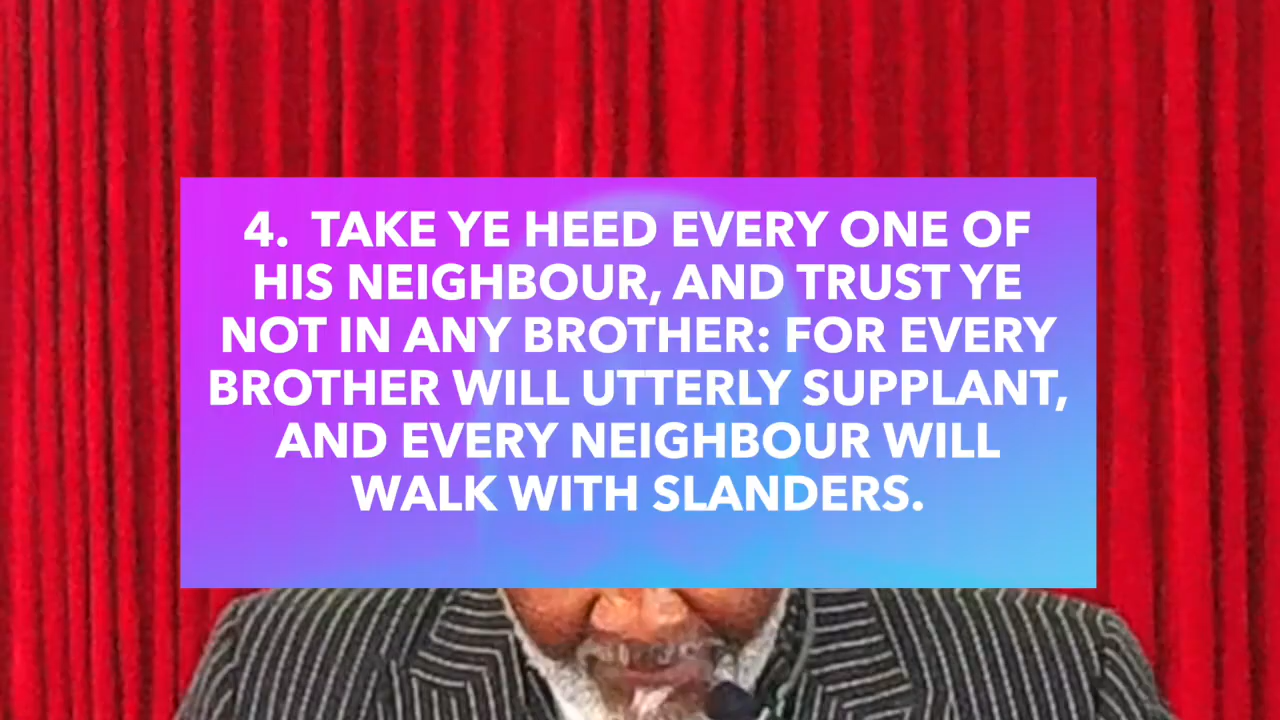 4. TAKE YE HEED EVERY ONE OF
HIS NEIGHBOUR, AND TRUST YE
NOT IN ANY BROTHER: FOR EVERY
BROTHER WILL UTTERLY SUPPLANT,
AND EVERY NEIGHBOUR WILL
WALK WITH SLANDERS.